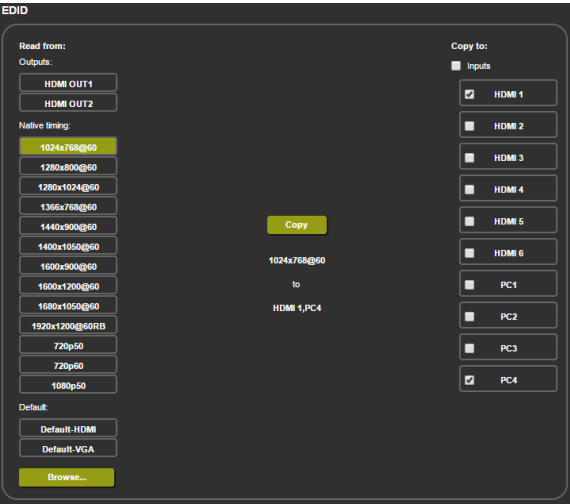 EDID
Read from:
Outputs:
HDMI OUT1
HDMI OUT2
Native timing:
1024x768@60
1280x800@60
1280x1024@60
1366x768@60
1440x900@60
1400x1050@60
1600x900@60
1600x1200@60
1680x1050@60
1920x1200@60RB
720p50
720p60
1080p50
Default:
Default-HDMI
Default-VGA
Browse...
Copy
1024x768@60
to
HDMI 1,PC4
Copy to:
Inputs
HDMI 1
HDMI 2
HDMI 3
HDMI 4
HDMI 5
HDMI 6
PC1
PC2
PC3
PC4